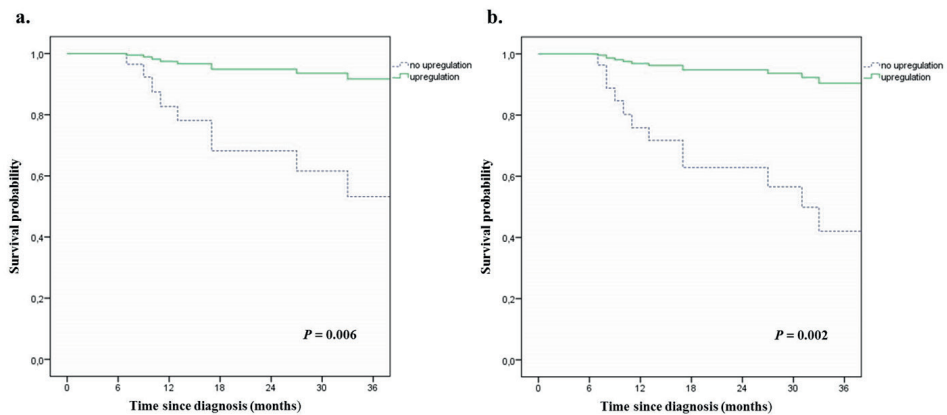 a.
no upregulation
upregulation
Survival probability
1,0
0,8
0,6
0,4
0,2
0,0
P = 0.006
0 6 12 18 24 30 36
Time since diagnosis (months)
b.
no upregulation
upregulation
Survival probability
1,0
0,8
0,6
0,4
0,2
0,0
P = 0.002
0 6 12 18 24 30 36
Time since diagnosis (months)